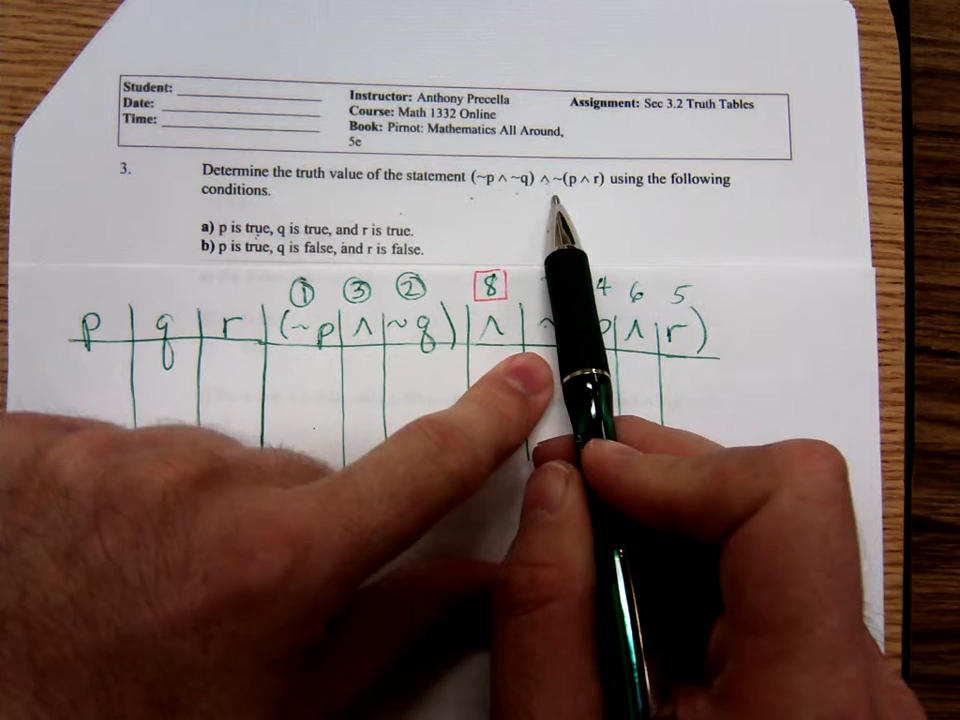 Student: Instructor: Anthony Precella Assignment: Sec 3.2 Truth Tables
Date: Course: Math 1332 Online
Time: Book: Pirnot: Mathematics All Around,
5e
3. Determine the truth value of the statement (~p ∧ ~q) ∧ ~(p ∧ r) using the following
conditions.
a) p is true, q is true, and r is true.
b) p is true, q is false, and r is false.
① ③ ② 8 4 6 5
p q r (~p ∧ ~q) ∧ ~ p ∧ r)